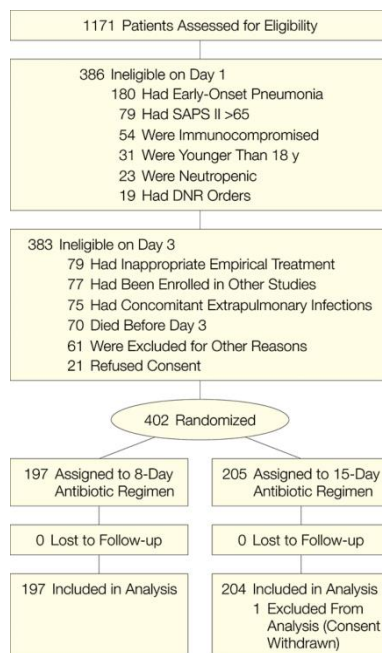 1171 Patients Assessed for Eligibility
386 Ineligible on Day 1
180 Had Early-Onset Pneumonia
79 Had SAPS II >65
54 Were Immunocompromised
31 Were Younger Than 18 y
23 Were Neutropenic
19 Had DNR Orders
383 Ineligible on Day 3
79 Had Inappropriate Empirical Treatment
77 Had Been Enrolled in Other Studies
75 Had Concomitant Extrapulmonary Infections
70 Died Before Day 3
61 Were Excluded for Other Reasons
21 Refused Consent
402 Randomized
197 Assigned to 8-Day
Antibiotic Regimen
205 Assigned to 15-Day
Antibiotic Regimen
0 Lost to Follow-up
0 Lost to Follow-up
197 Included in Analysis
204 Included in Analysis
1 Excluded From
Analysis (Consent
Withdrawn)